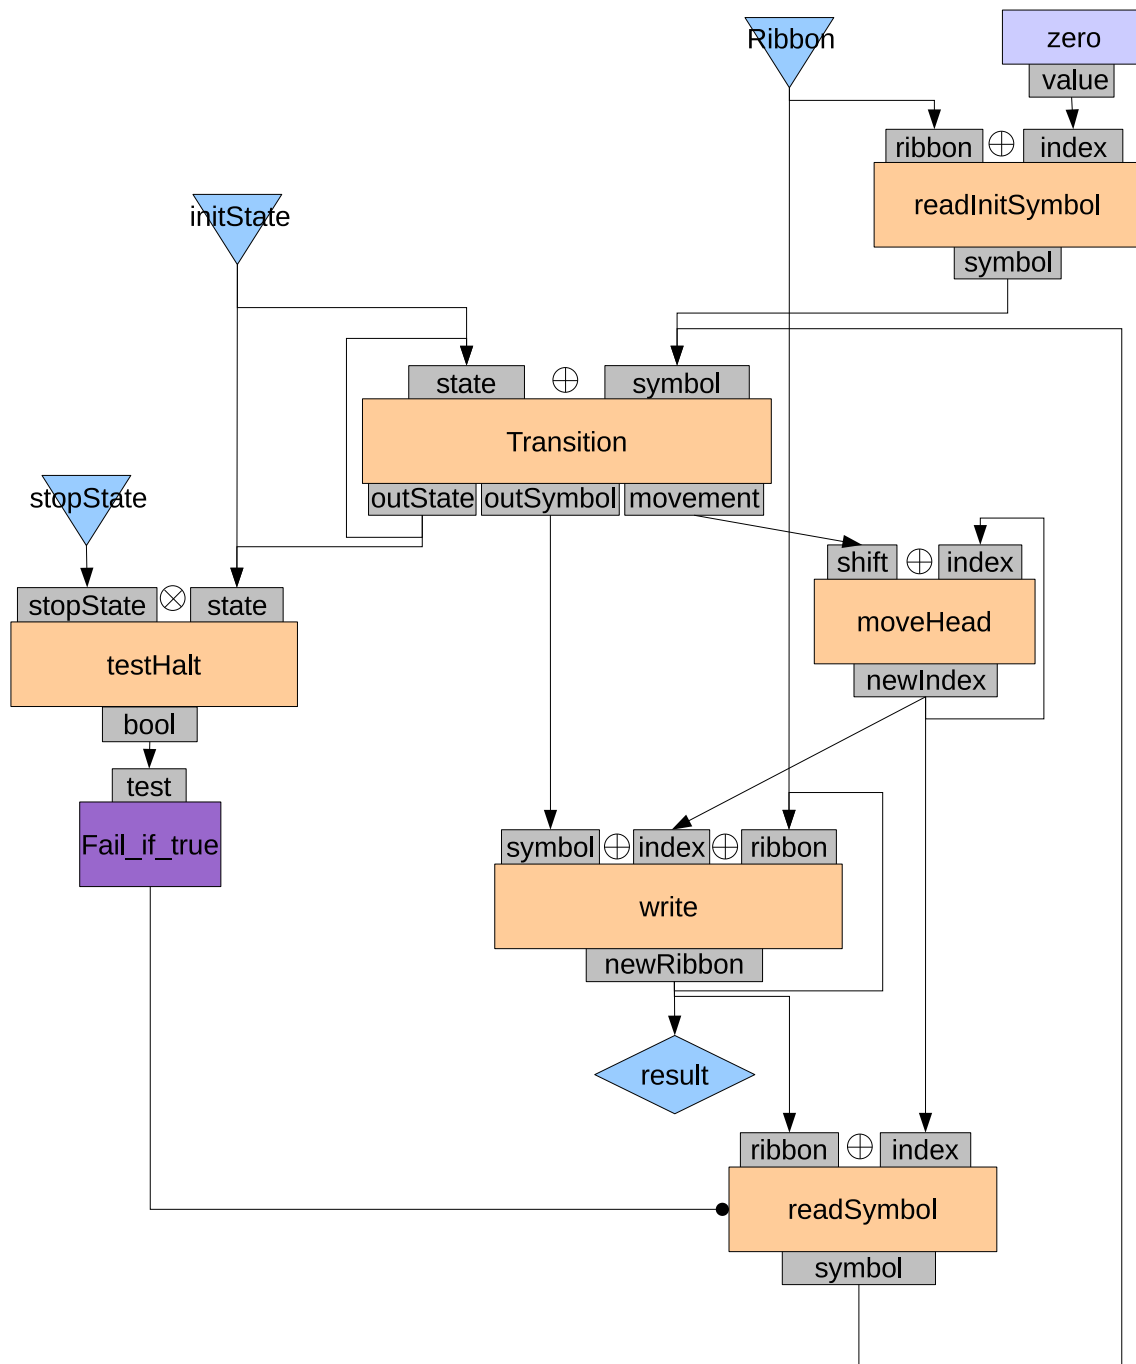 Ribbon
zero
value
ribbon
index
readInitSymbol
symbol
initState
state
symbol
Transition
outState
outSymbol
movement
stopState
shift
index
moveHead
newIndex
stopState
state
testHalt
bool
test
Fail_if_true
symbol
index
ribbon
write
newRibbon
result
ribbon
index
readSymbol
symbol